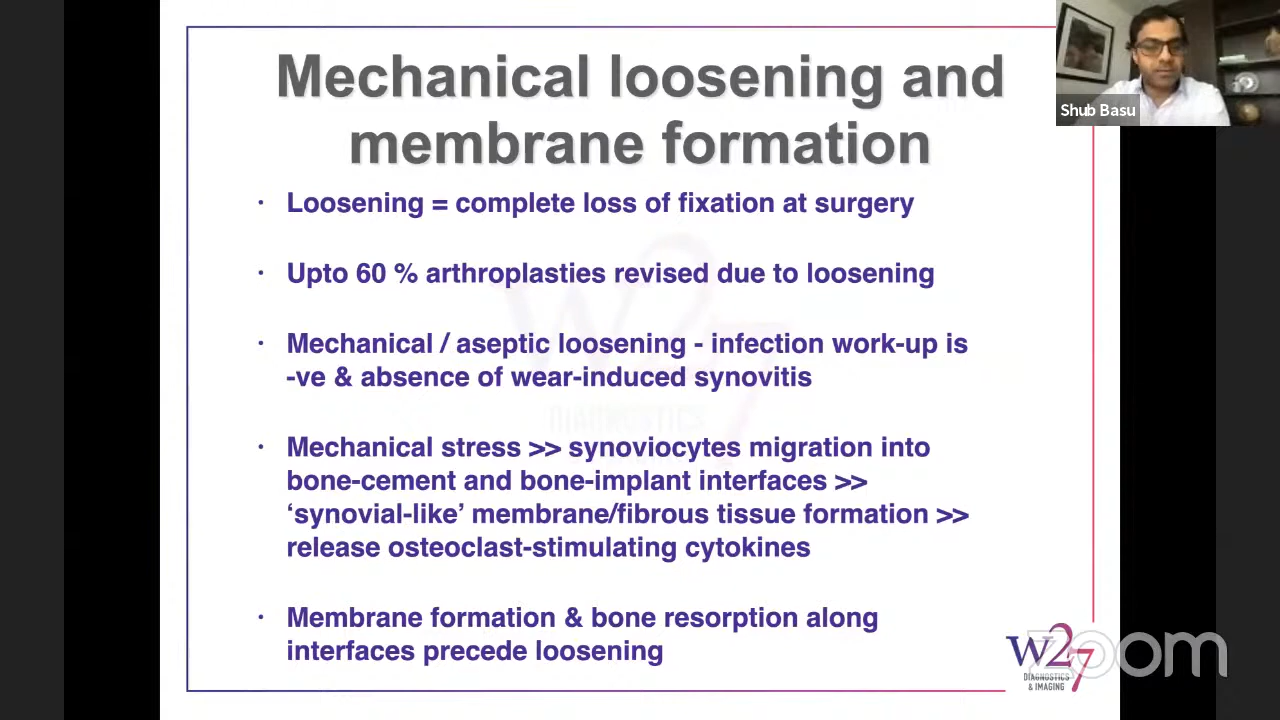 Mechanical loosening and
membrane formation
· Loosening = complete loss of fixation at surgery
· Upto 60 % arthroplasties revised due to loosening
· Mechanical / aseptic loosening - infection work-up is
-ve & absence of wear-induced synovitis
· Mechanical stress >> synoviocytes migration into
bone-cement and bone-implant interfaces >>
‘synovial-like’ membrane/fibrous tissue formation >>
release osteoclast-stimulating cytokines
· Membrane formation & bone resorption along
interfaces precede loosening
Shub Basu
W27
DIAGNOSTICS
& IMAGING
zoom
W27
DIAGNOSTICS